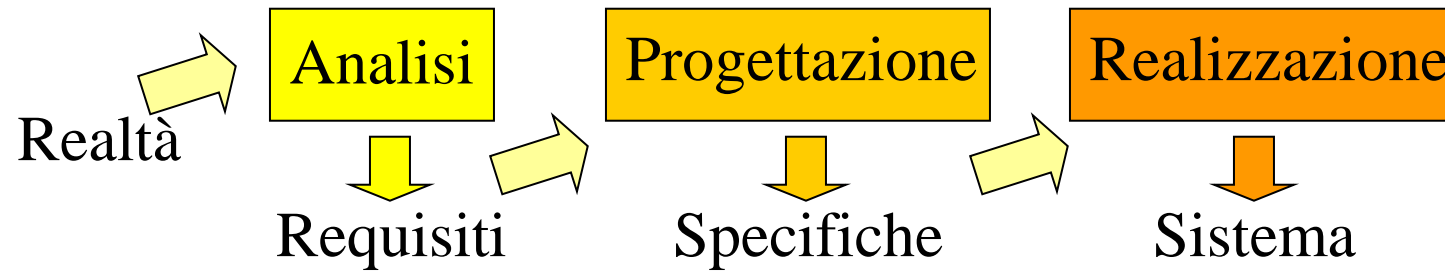 Analisi
Progettazione
Realizzazione
Realtà
Requisiti
Specifiche
Sistema